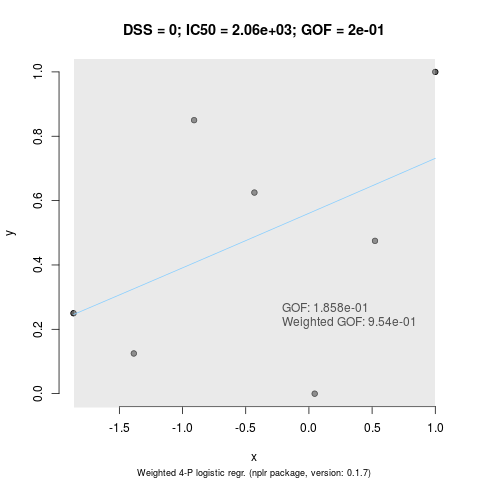 DSS = 0; IC50 = 2.06e+03; GOF = 2e-01
1.0
0.8
0.6
0.4
0.2
0.0
y
GOF: 1.858e-01
Weighted GOF: 9.54e-01
-1.5 -1.0 -0.5 0.0 0.5 1.0
x
Weighted 4-P logistic regr. (nplr package, version: 0.1.7)